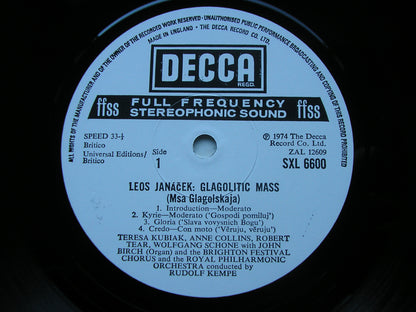 ALL RIGHTS OF THE MANUFACTURER AND OF THE OWNER OF THE RECORDED WORK RESERVED · UNAUTHORISED PUBLIC PERFORMANCE BROADCASTING AND COPYING OF THIS RECORD PROHIBITED
MADE IN ENGLAND · THE DECCA RECORD CO. LTD.
DECCA
REGD.
ffss FULL FREQUENCY STEREOPHONIC SOUND ffss
SPEED 33⅓
Britico
Universal Editions/
Britico
Side
1
℗ 1974 The Decca
Record Co. Ltd.
ZAL 12609
SXL 6600
LEOS JANÁČEK: GLAGOLITIC MASS
(Msa Glagolskaja)
1. Introduction—Moderato
2. Kyrie—Moderato ('Gospodi pomiluj')
3. Gloria ('Slava vovysnich Bogu')
4. Credo—Con moto ('Věruju, věruju')
TERESA KUBIAK, ANNE COLLINS, ROBERT
TEAR, WOLFGANG SCHONE with JOHN
BIRCH (Organ) and the BRIGHTON FESTIVAL
CHORUS and the ROYAL PHILHARMONIC
ORCHESTRA conducted by
RUDOLF KEMPE